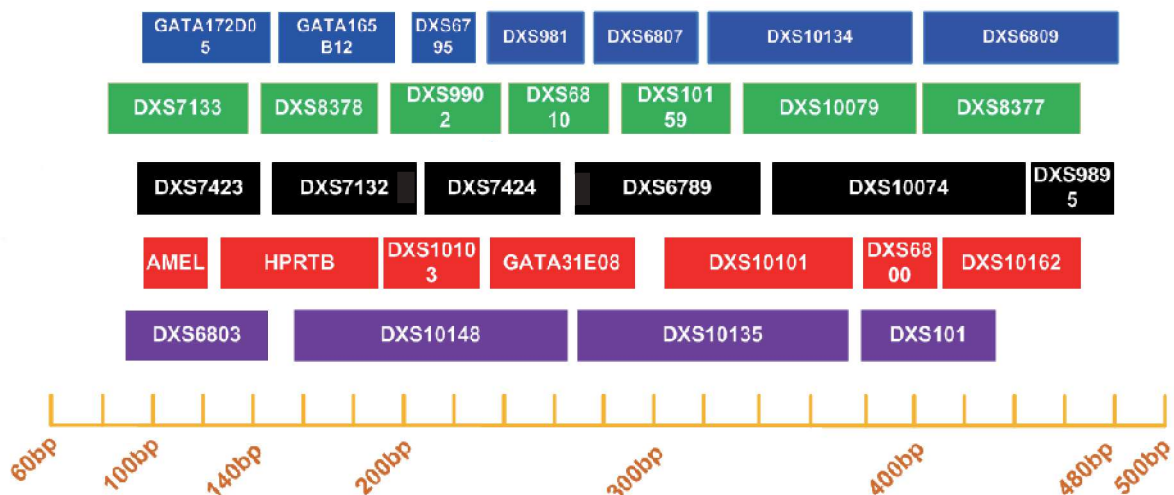 GATA172D0 GATA165 DXS67 DXS981 DXS6807 DXS10134 DXS6809
5 B12 95
DXS7133 DXS8378 DXS990 DXS68 DXS101 DXS10079 DXS8377
2 10 59
DXS7423 DXS7132 DXS7424 DXS6789 DXS10074 DXS989
5
AMEL HPRTB DXS1010 GATA31E08 DXS10101 DXS68 DXS10162
3 00
DXS6803 DXS10148 DXS10135 DXS101
60bp 100bp 140bp 200bp 300bp 400bp 480bp 500bp